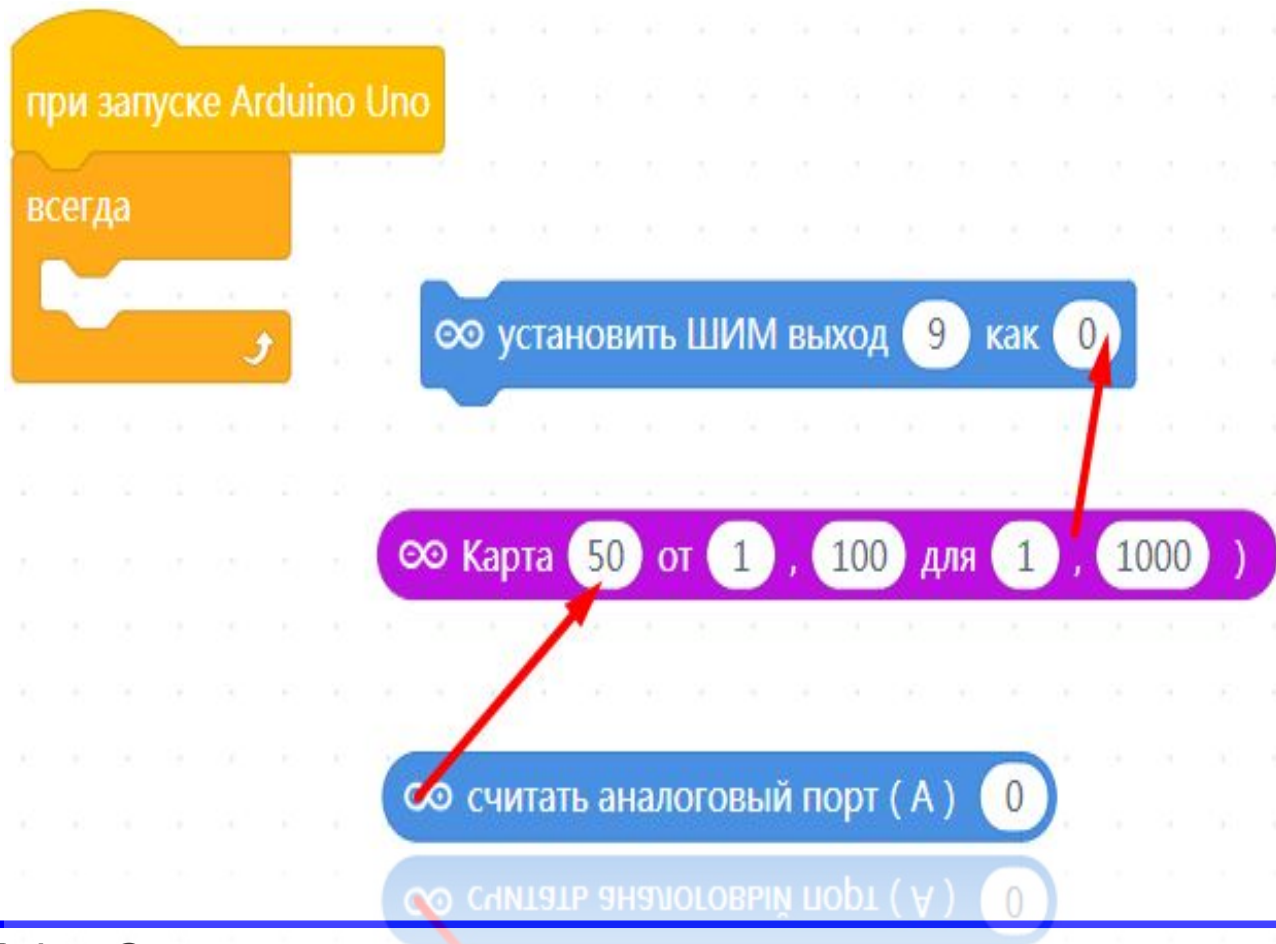 при запуске Arduino Uno
всегда
установить ШИМ выход 9 как 0
Карта 50 от 1 , 100 для 1 , 1000 )
считать аналоговый порт ( А ) 0